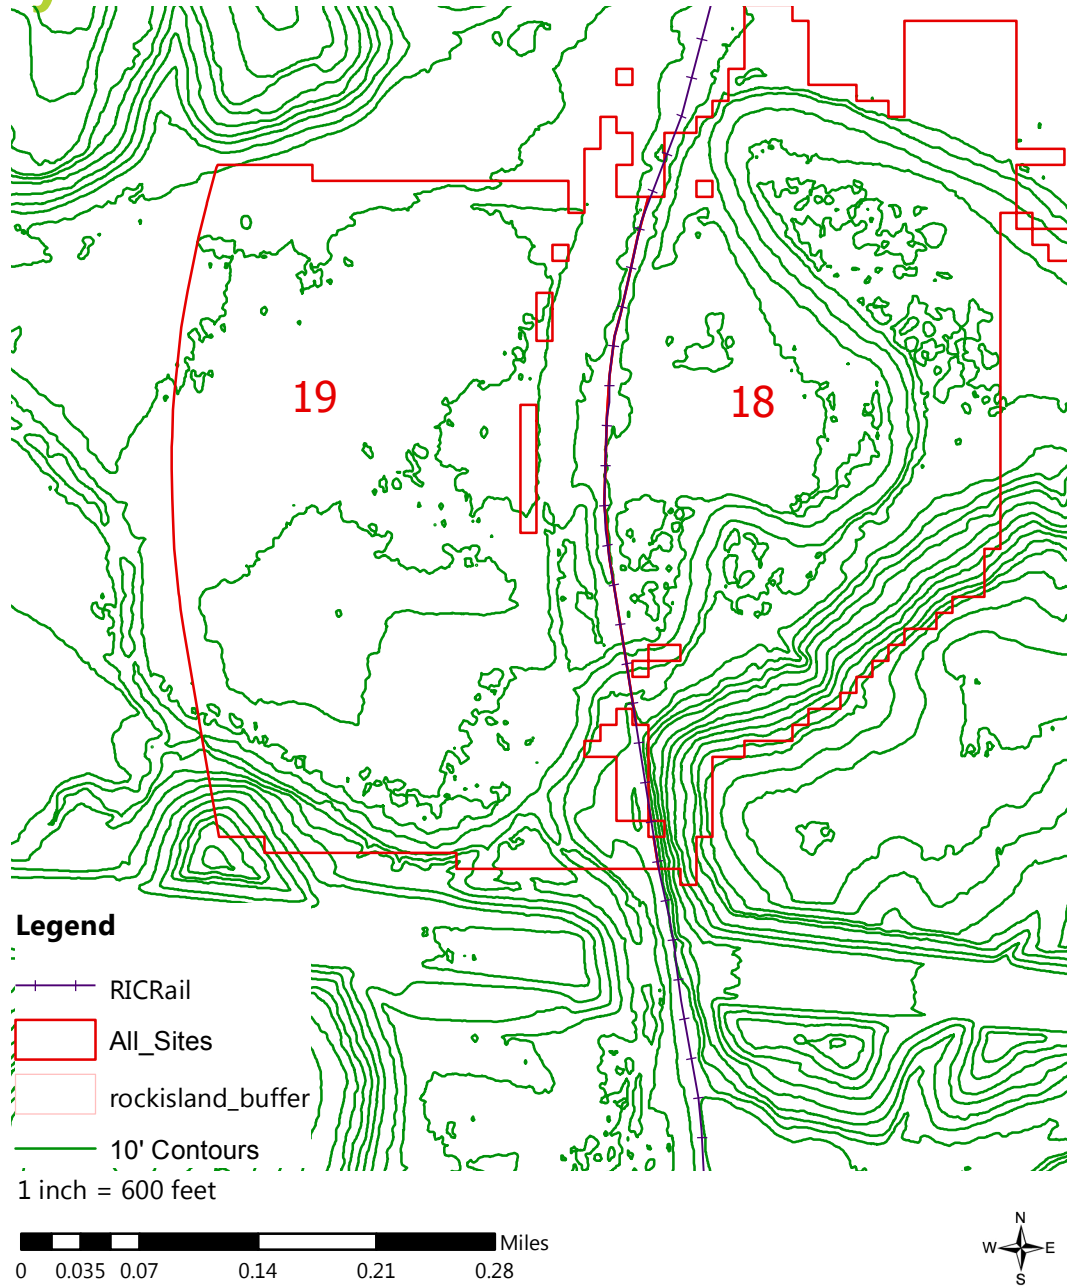 19
18
Legend
RICRail
All_Sites
rockisland_buffer
10' Contours
1 inch = 600 feet
Miles
0 0.035 0.07 0.14 0.21 0.28
N
W E
S